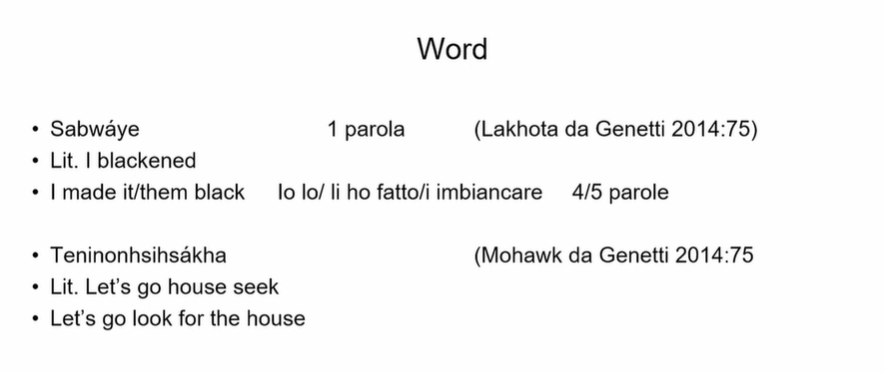 Word
• Sabwáye 1 parola (Lakhota da Genetti 2014:75)
• Lit. I blackened
• I made it/them black Io lo/ li ho fatto/i imbiancare 4/5 parole
• Teninonhsihsákha (Mohawk da Genetti 2014:75
• Lit. Let’s go house seek
• Let’s go look for the house